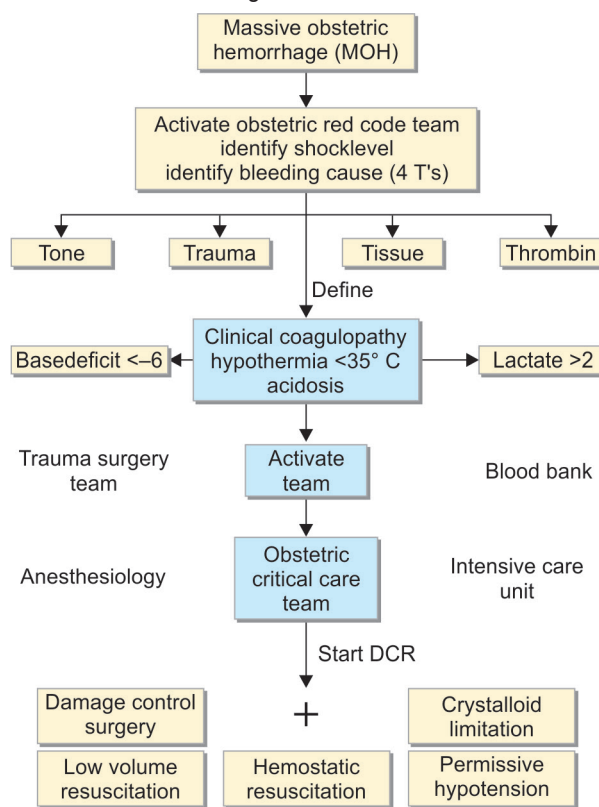 Massive obstetric
hemorrhage (MOH)
Activate obstetric red code team
identify shocklevel
identify bleeding cause (4 T's)
Tone
Trauma
Tissue
Thrombin
Define
Basedeficit <–6
Clinical coagulopathy
hypothermia <35° C
acidosis
Lactate >2
Trauma surgery
team
Activate
team
Blood bank
Anesthesiology
Obstetric
critical care
team
Intensive care
unit
Start DCR
Damage control
surgery
+
Crystalloid
limitation
Low volume
resuscitation
Hemostatic
resuscitation
Permissive
hypotension